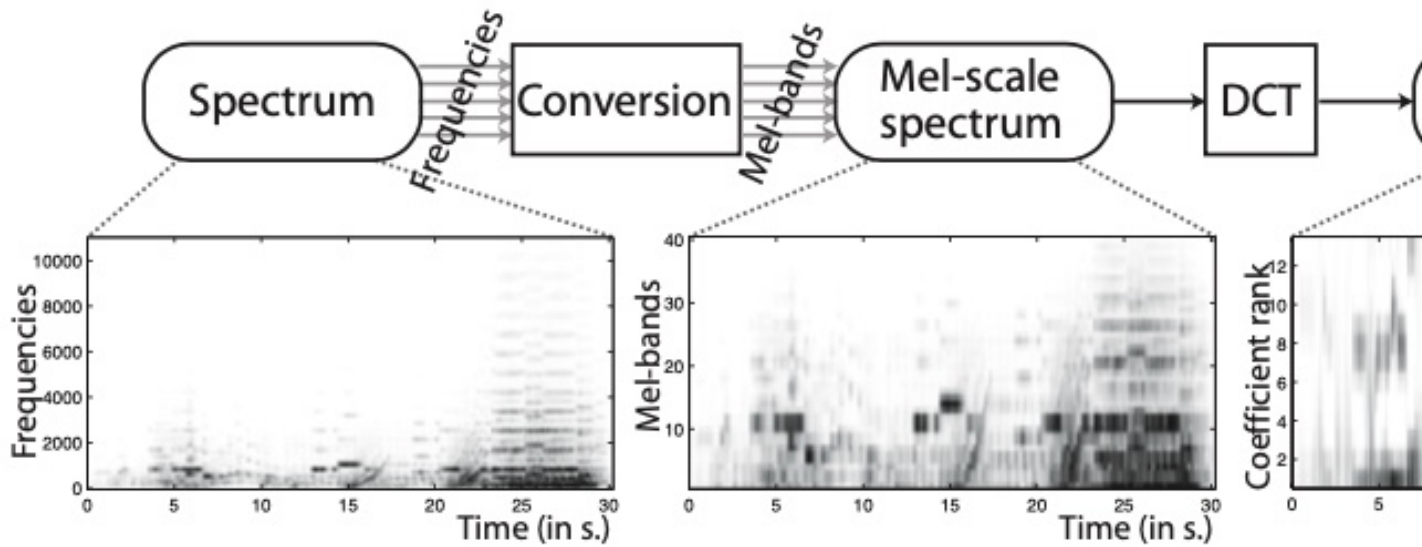 Spectrum
Frequencies
Conversion
Mel-bands
Mel-scale
spectrum
DCT
Frequencies
10000
8000
6000
4000
2000
0
0 5 10 15 20 25 30
Time (in s.)
Mel-bands
40
30
20
10
0 5 10 15 20 25 30
Time (in s.)
Coefficient rank
12
10
8
6
4
2
0 5